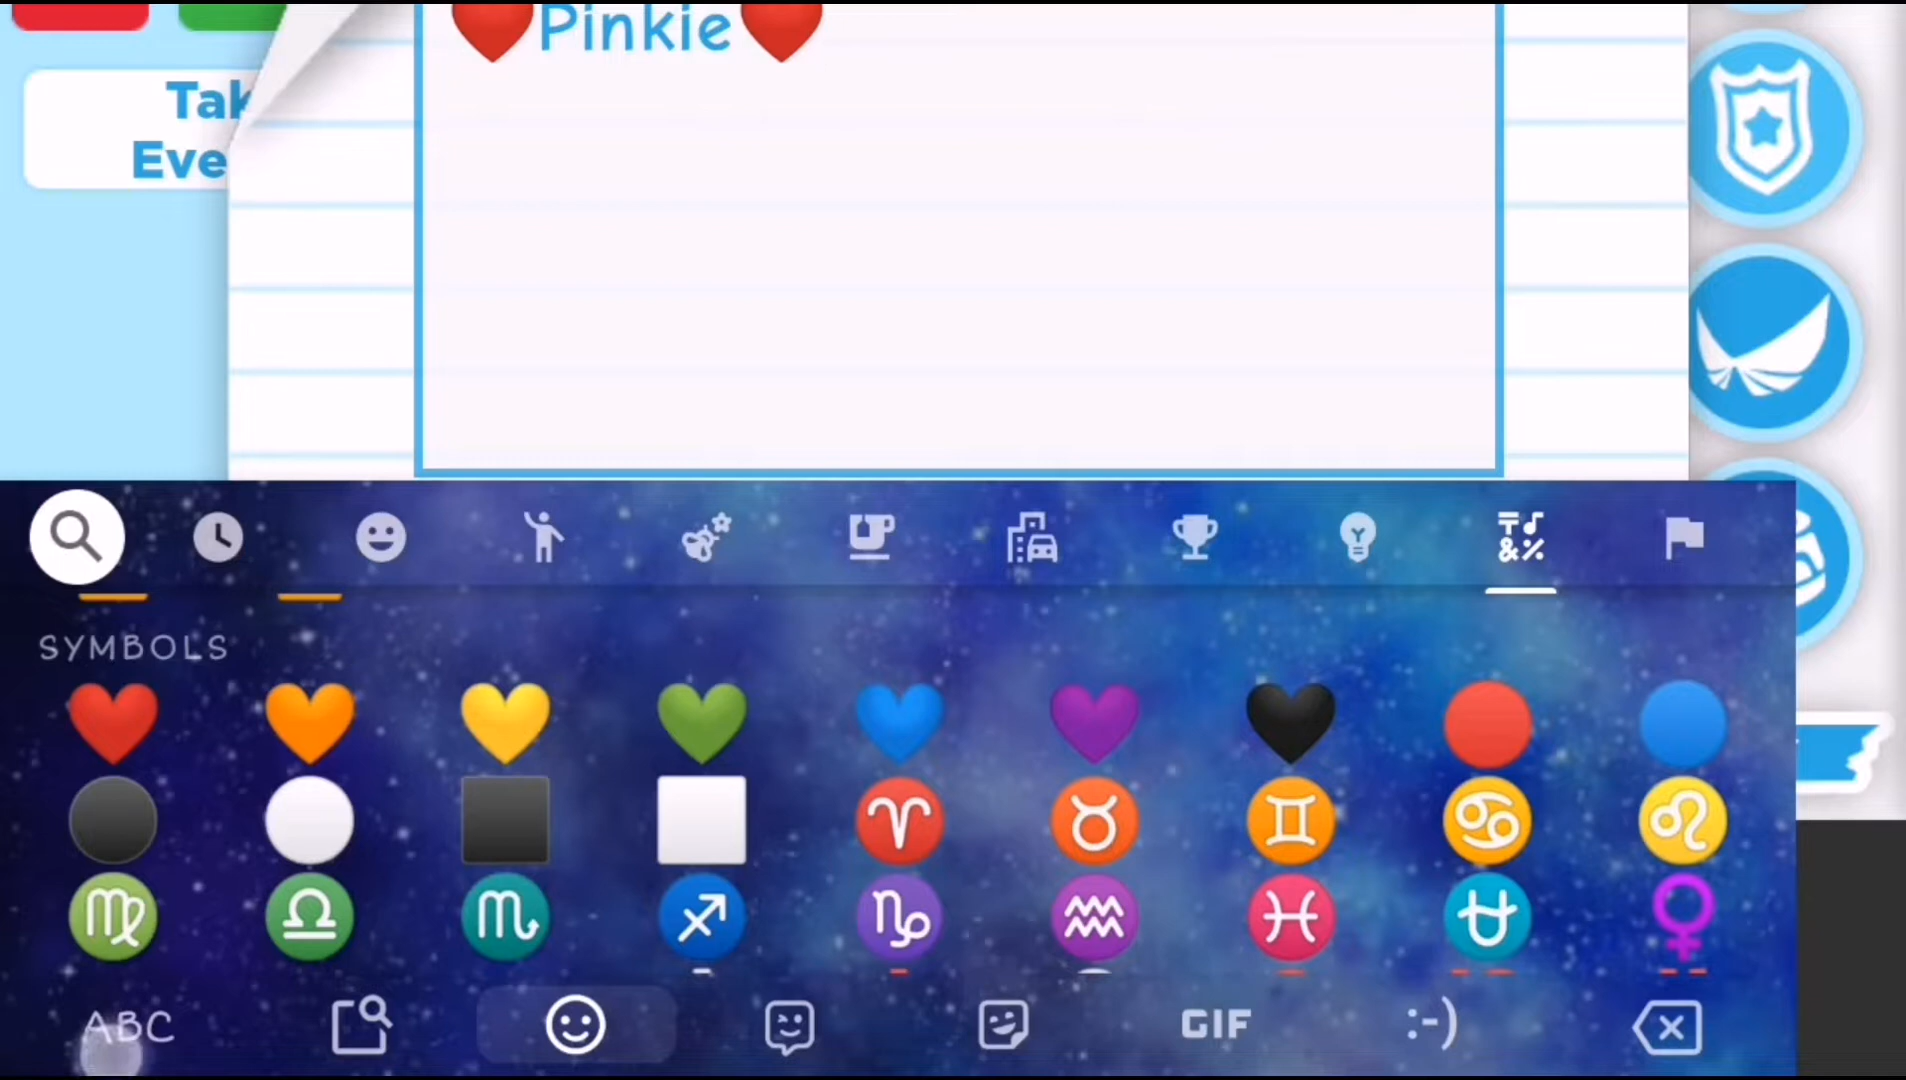 ❤️Pinkie❤️
Tak
Eve
SYMBOLS
ABC
GIF
:-)